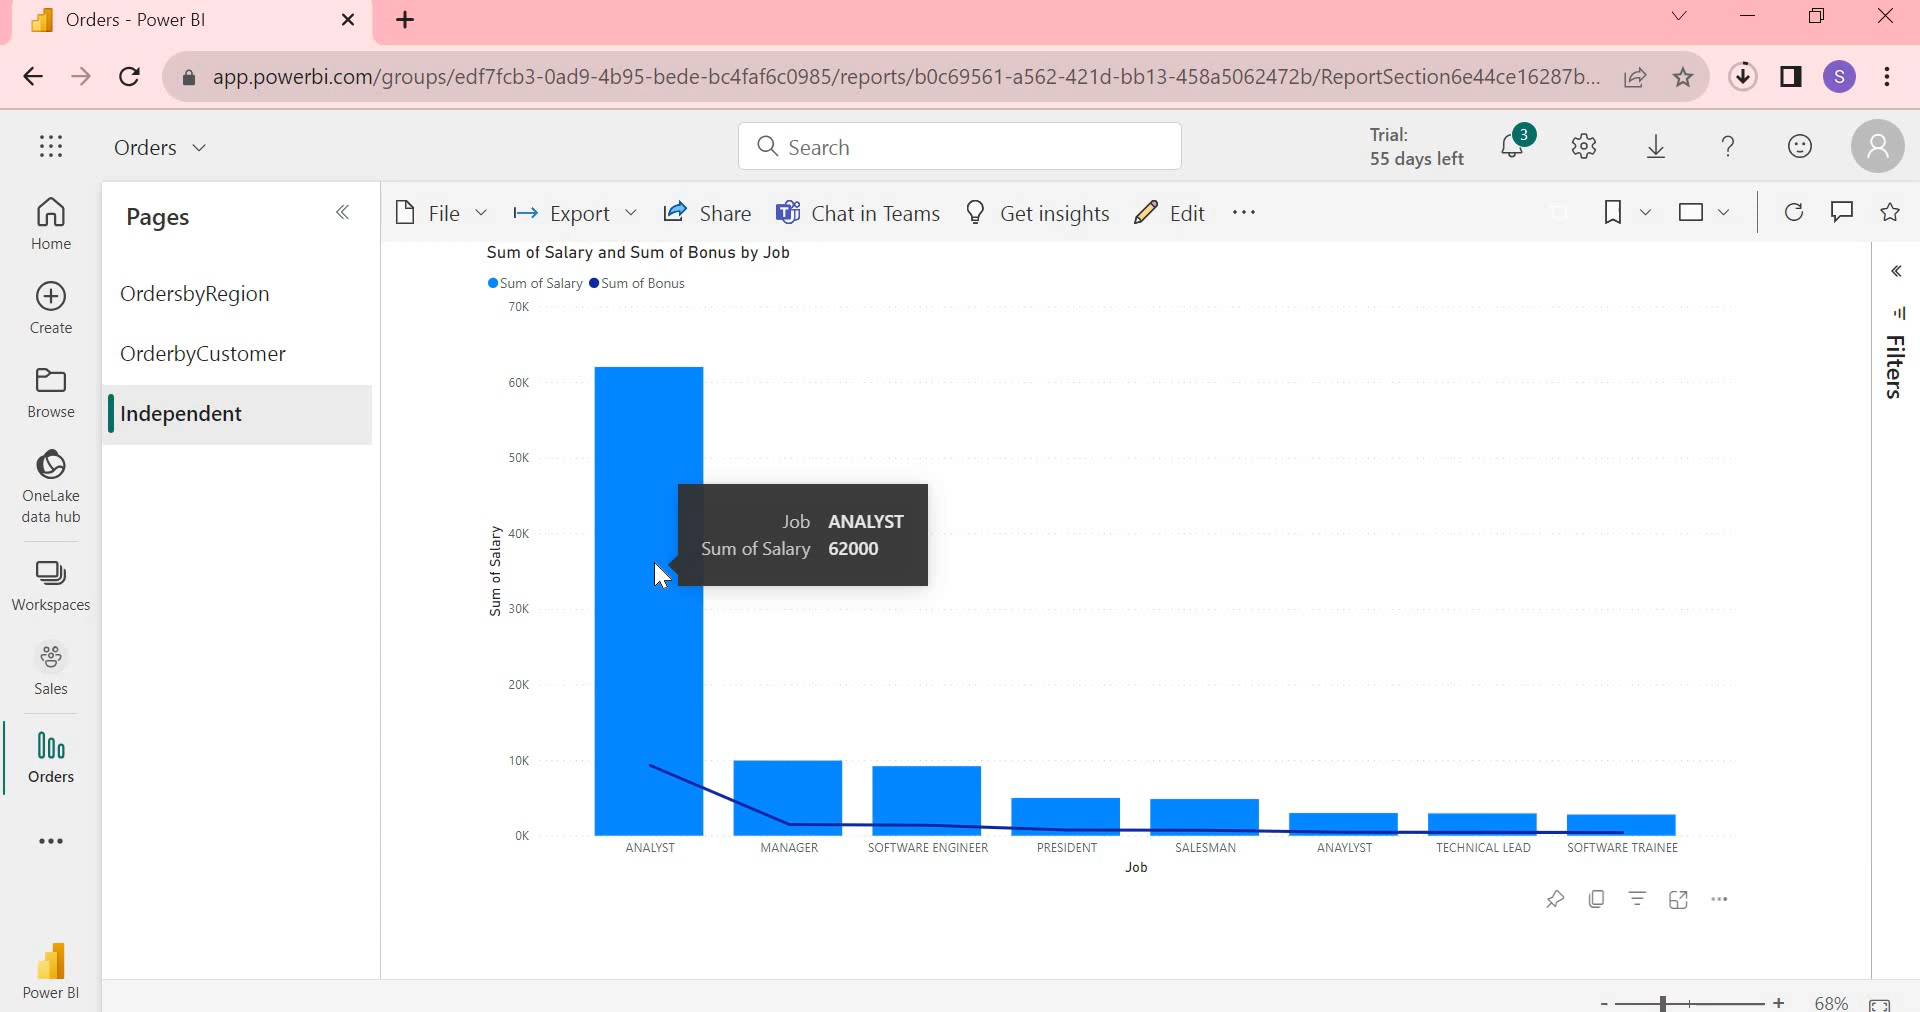 Orders - Power BI
app.powerbi.com/groups/edf7fcb3-0ad9-4b95-bede-bc4faf6c0985/reports/b0c69561-a562-421d-bb13-458a5062472b/ReportSection6e44ce16287b...
S
Orders
Search
Trial:
55 days left
3
Home
Create
Browse
OneLake
data hub
Workspaces
Sales
Orders
Power BI
Pages
OrdersbyRegion
OrderbyCustomer
Independent
File
Export
Share
Chat in Teams
Get insights
Edit
Sum of Salary and Sum of Bonus by Job
Sum of Salary Sum of Bonus
70K
60K
50K
40K
30K
20K
10K
0K
Sum of Salary
Job ANALYST
Sum of Salary 62000
ANALYST MANAGER SOFTWARE ENGINEER PRESIDENT SALESMAN ANAYLYST TECHNICAL LEAD SOFTWARE TRAINEE
Job
Filters
- + 68%